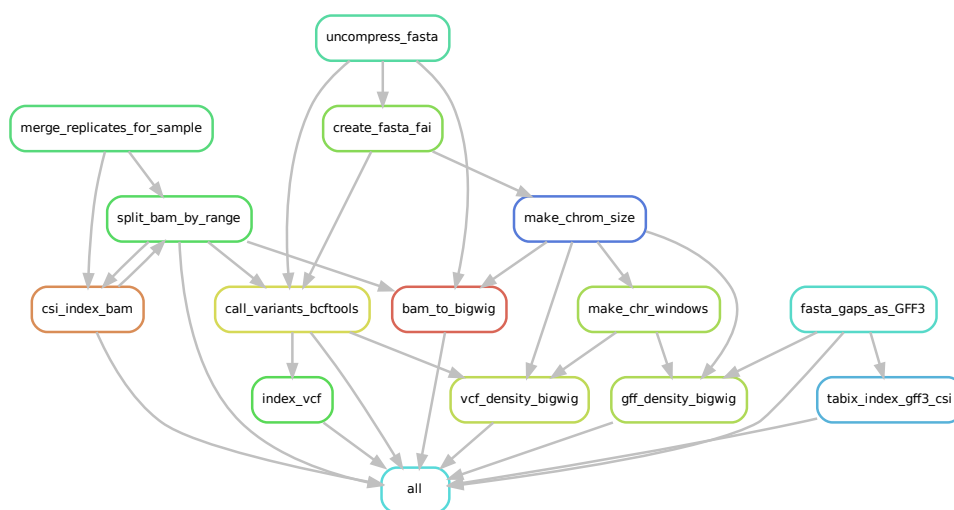 uncompress_fasta
merge_replicates_for_sample
create_fasta_fai
split_bam_by_range
make_chrom_size
csi_index_bam
call_variants_bcftools
bam_to_bigwig
make_chr_windows
fasta_gaps_as_GFF3
index_vcf
vcf_density_bigwig
gff_density_bigwig
tabix_index_gff3_csi
all